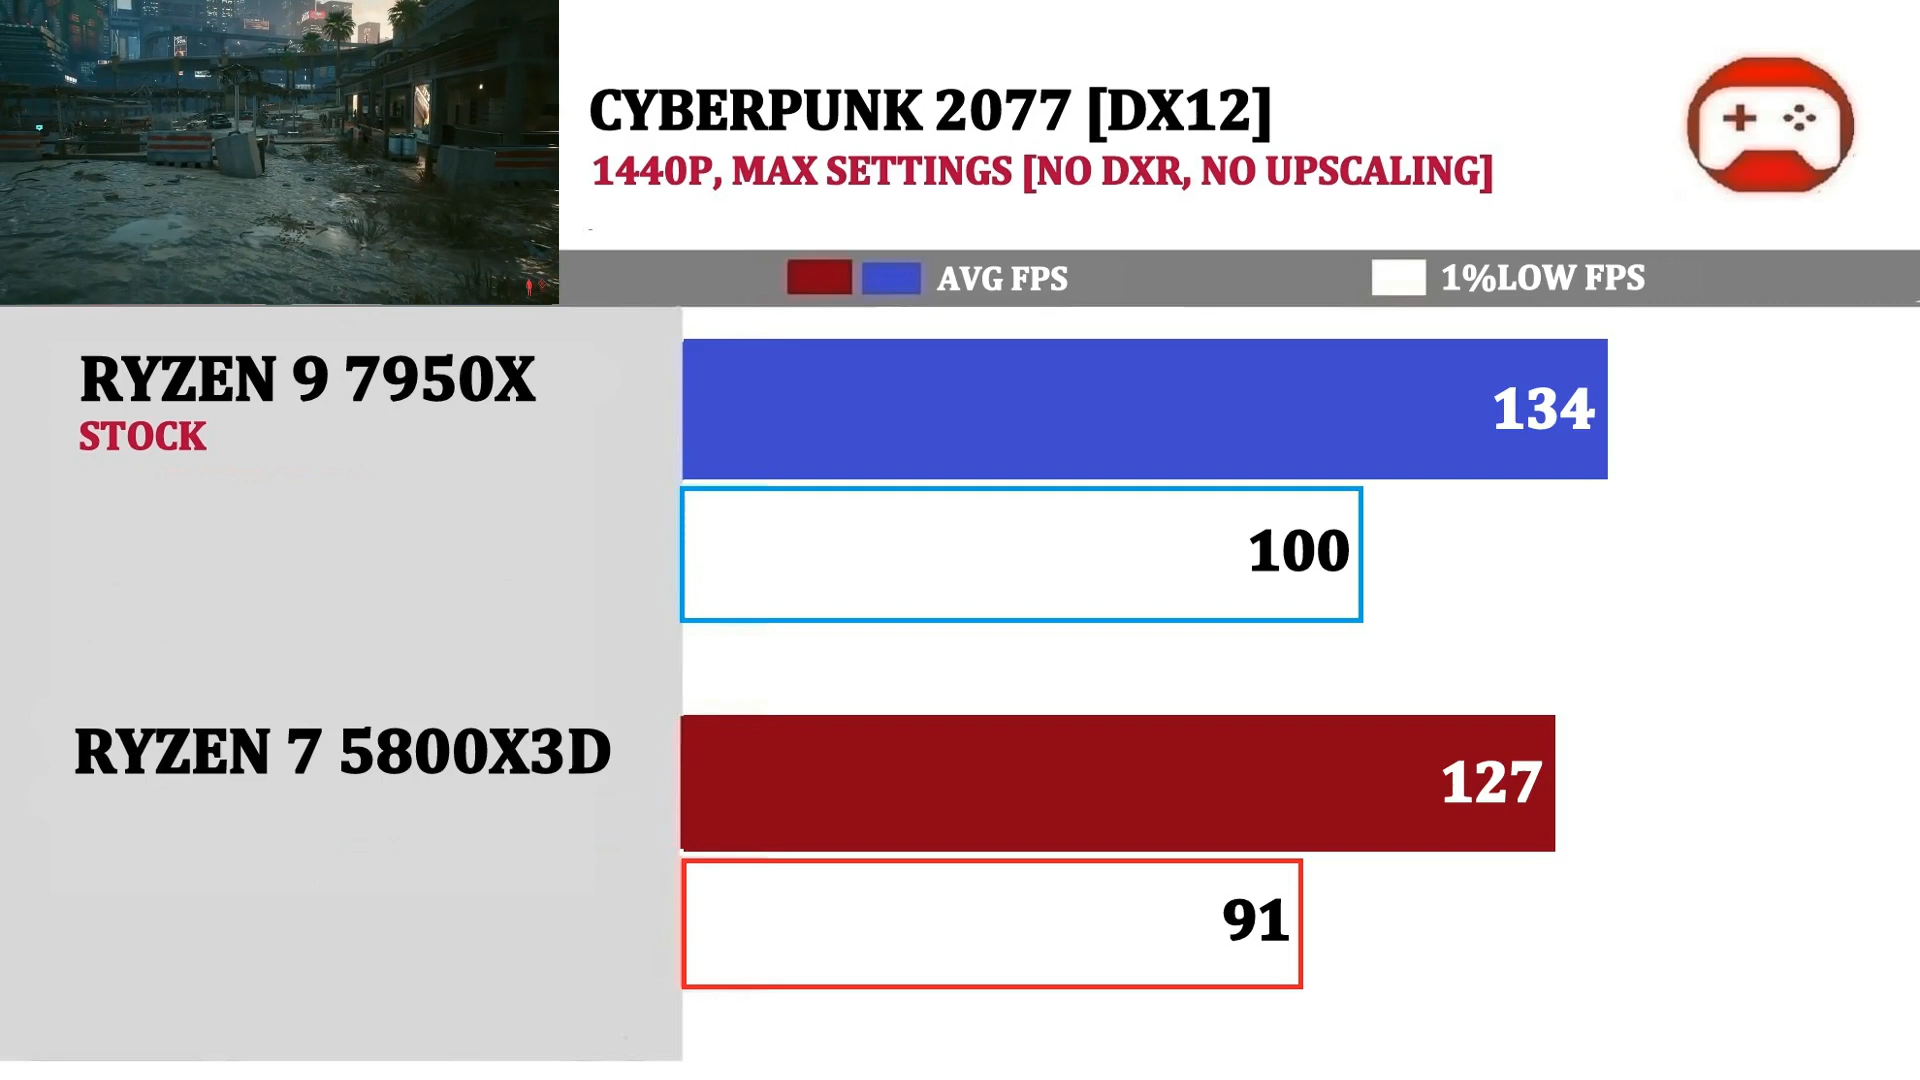 CYBERPUNK 2077 [DX12]
1440P, MAX SETTINGS [NO DXR, NO UPSCALING]
AVG FPS
1%LOW FPS
RYZEN 9 7950X
STOCK
134
100
RYZEN 7 5800X3D
127
91